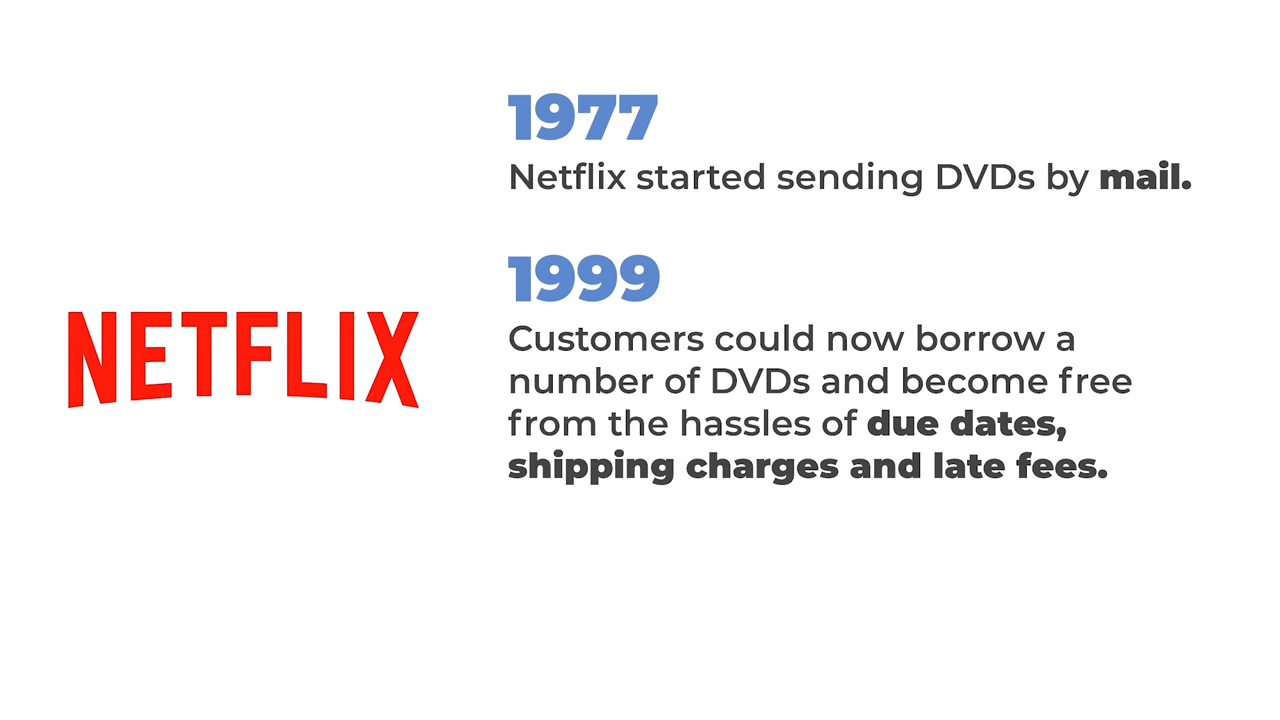 NETFLIX
1977
Netflix started sending DVDs by mail.
1999
Customers could now borrow a
number of DVDs and become free
from the hassles of due dates,
shipping charges and late fees.